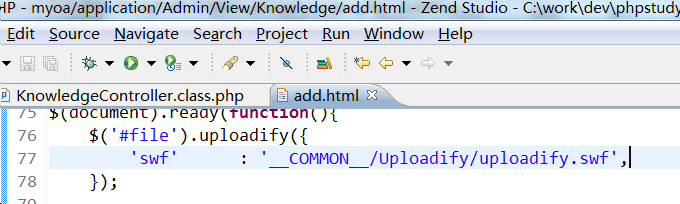 HP - myoa/application/Admin/View/Knowledge/add.html - Zend Studio - C:\work\dev\phpstudy
Edit Source Navigate Search Project Run Window Help
KnowledgeController.class.php add.html
75 $(document).ready(function(){
76 $('#file').uploadify({
77 'swf' : '__COMMON__/Uploadify/uploadify.swf',
78 });
79